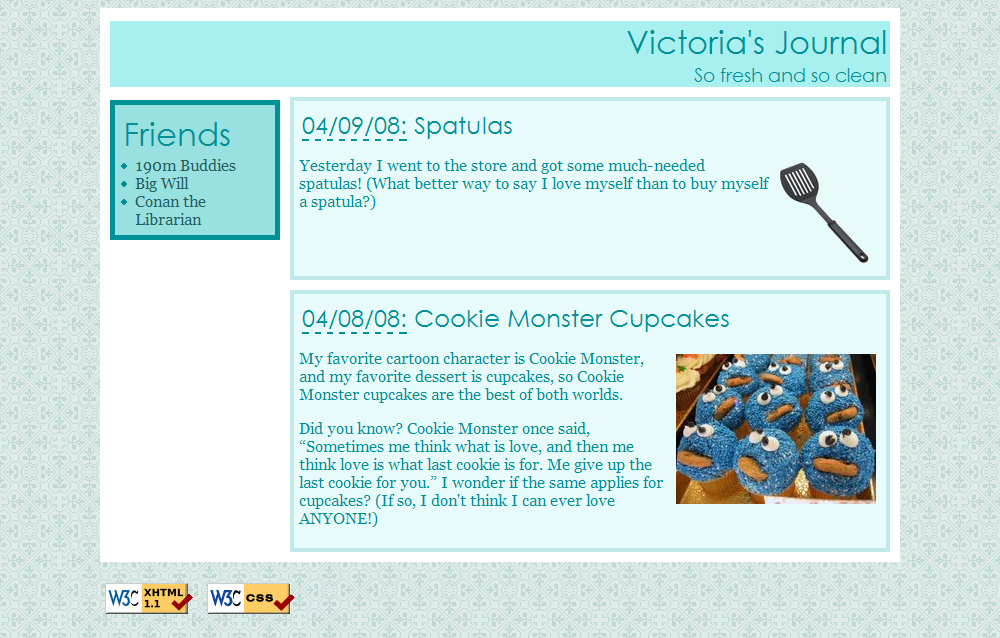 Victoria's Journal
So fresh and so clean
Friends
190m Buddies
Big Will
Conan the
Librarian
04/09/08: Spatulas
Yesterday I went to the store and got some much-needed
spatulas! (What better way to say I love myself than to buy myself
a spatula?)
04/08/08: Cookie Monster Cupcakes
My favorite cartoon character is Cookie Monster,
and my favorite dessert is cupcakes, so Cookie
Monster cupcakes are the best of both worlds.
Did you know? Cookie Monster once said,
“Sometimes me think what is love, and then me
think love is what last cookie is for. Me give up the
last cookie for you.” I wonder if the same applies for
cupcakes? (If so, I don't think I can ever love
ANYONE!)
W3C XHTML 1.1
W3C css